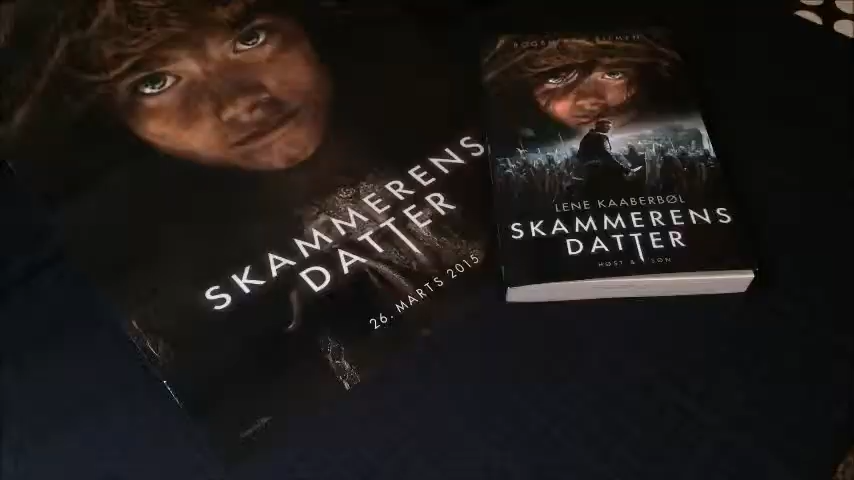 SKAMMERENS
DATTER
26. MARTS 2015
LENE KAABERBØL
SKAMMERENS
DATTER
HØST & SØN